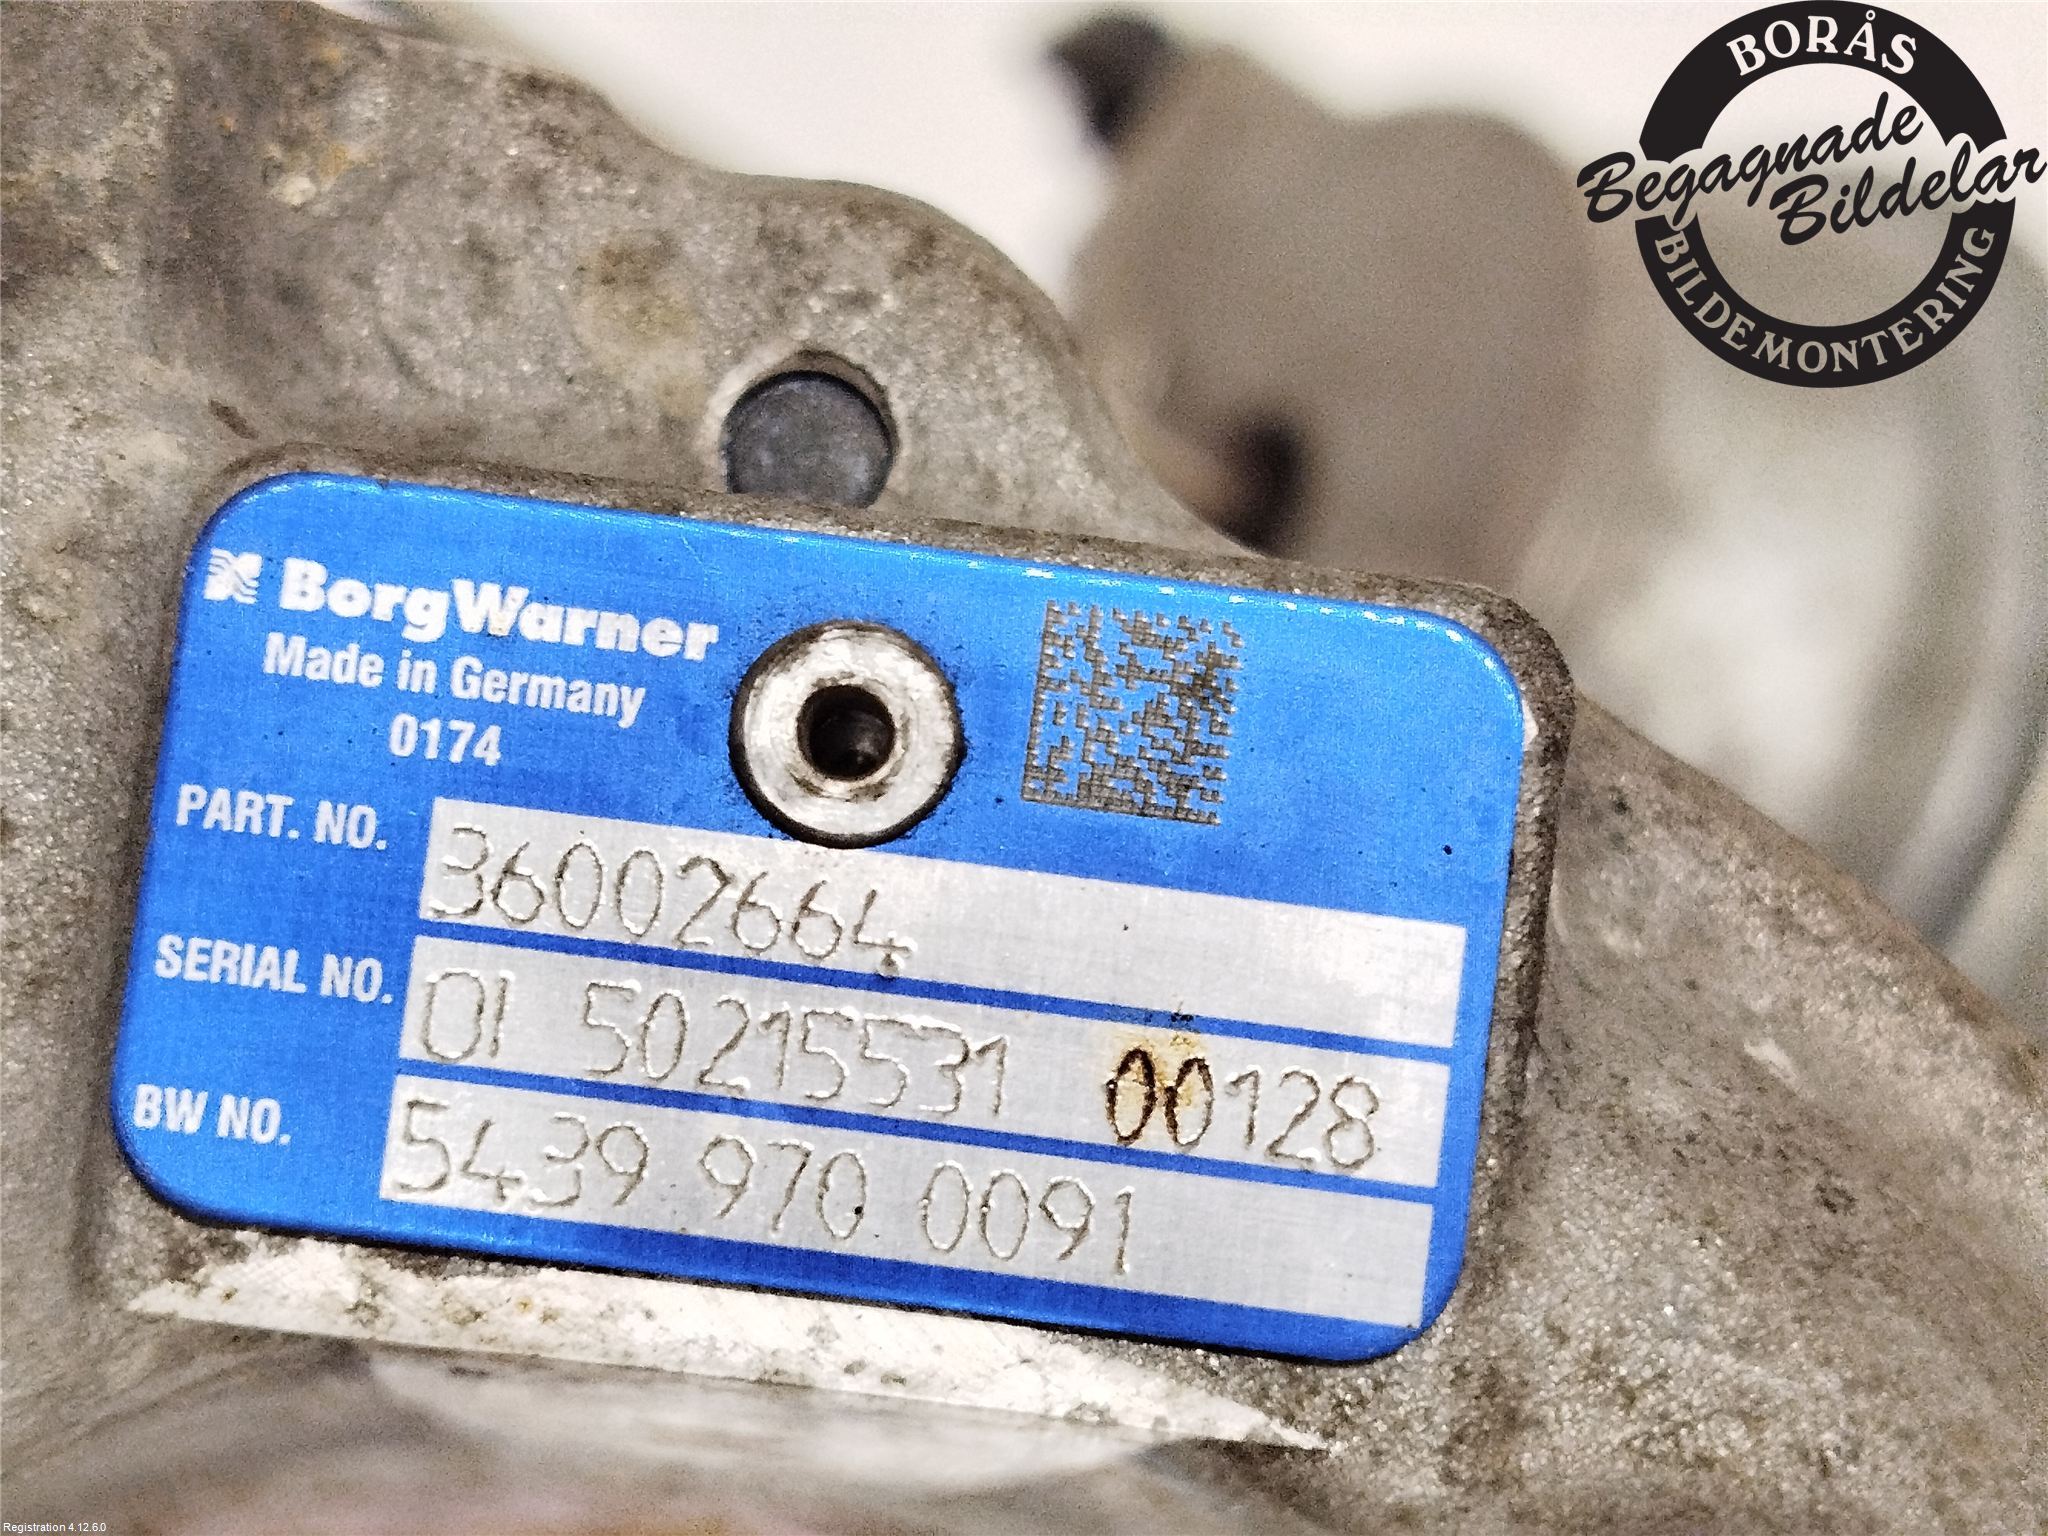 BORÅS
Begagnade
Bildelar
BILDEMONTERING
BorgWarner
Made in Germany
0174
PART. NO. 36002664
SERIAL NO. 01 50215531 00128
BW NO. 5439 970 0091
Registration 4.12.6.0